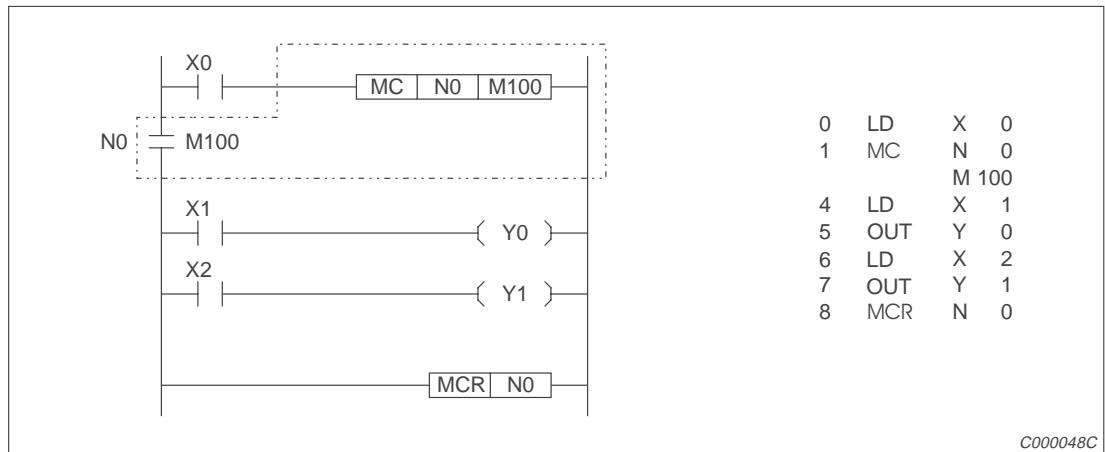 X0
MC N0 M100
N0 M100
X1
Y0
X2
Y1
MCR N0
0 LD X 0
1 MC N 0
M 100
4 LD X 1
5 OUT Y 0
6 LD X 2
7 OUT Y 1
8 MCR N 0
C000048C